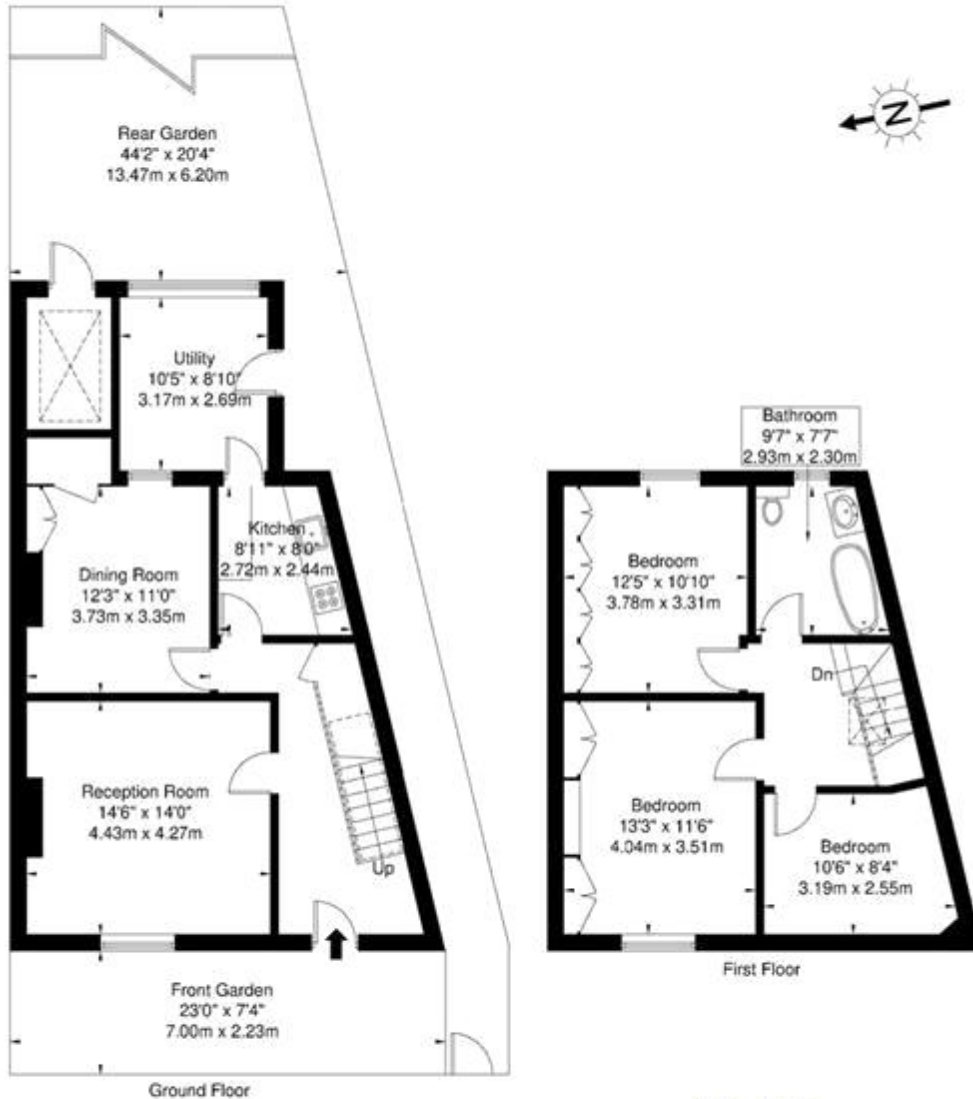 Rear Garden
44'2" x 20'4"
13.47m x 6.20m
N
Utility
10'5" x 8'10"
3.17m x 2.69m
Kitchen
8'11" x 8'0"
2.72m x 2.44m
Dining Room
12'3" x 11'0"
3.73m x 3.35m
Reception Room
14'6" x 14'0"
4.43m x 4.27m
Up
Front Garden
23'0" x 7'4"
7.00m x 2.23m
Ground Floor
Bathroom
9'7" x 7'7"
2.93m x 2.30m
Bedroom
12'5" x 10'10"
3.78m x 3.31m
Dn
Bedroom
13'3" x 11'6"
4.04m x 3.51m
Bedroom
10'6" x 8'4"
3.19m x 2.55m
First Floor